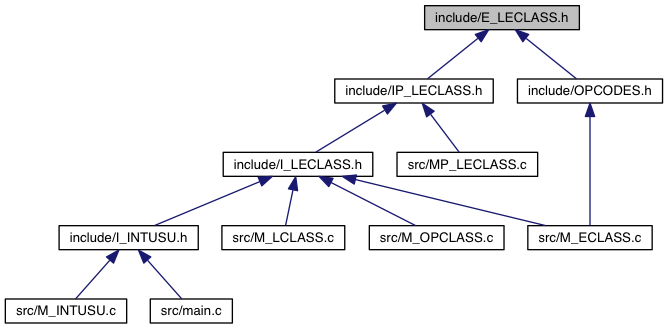 include/E_LECLASS.h
include/IP_LECLASS.h
include/OPCODES.h
include/I_LECLASS.h
src/MP_LECLASS.c
include/I_INTUSU.h
src/M_LCLASS.c
src/M_OPCLASS.c
src/M_ECLASS.c
src/M_INTUSU.c
src/main.c